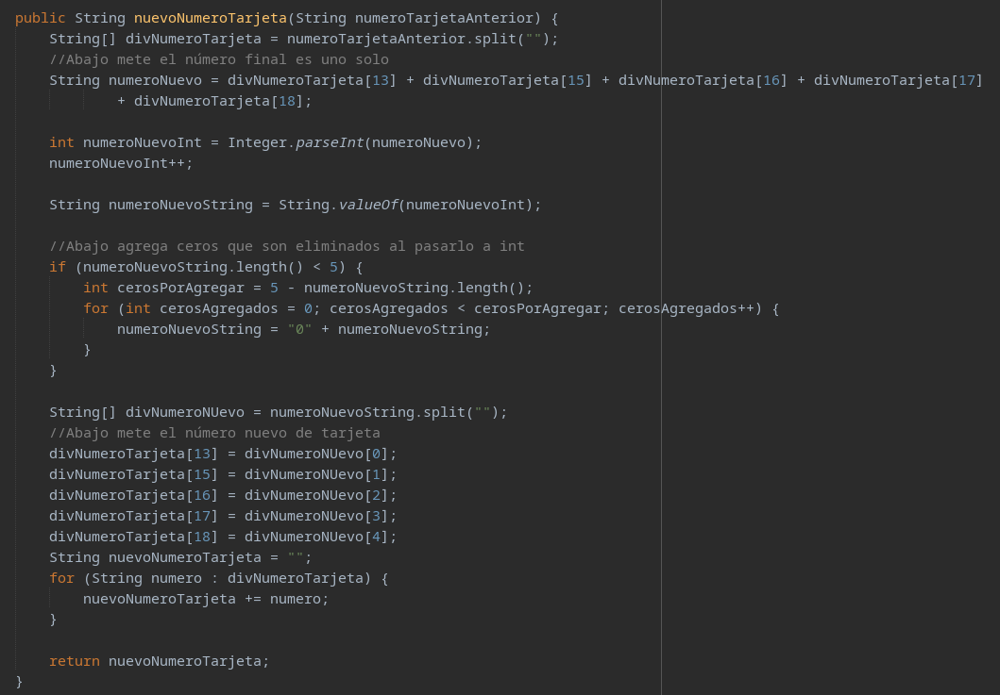 public String nuevoNumeroTarjeta(String numeroTarjetaAnterior) {
    String[] divNumeroTarjeta = numeroTarjetaAnterior.split("");
    //Abajo mete el número final es uno solo
    String numeroNuevo = divNumeroTarjeta[13] + divNumeroTarjeta[15] + divNumeroTarjeta[16] + divNumeroTarjeta[17]
            + divNumeroTarjeta[18];

    int numeroNuevoInt = Integer.parseInt(numeroNuevo);
    numeroNuevoInt++;

    String numeroNuevoString = String.valueOf(numeroNuevoInt);

    //Abajo agrega ceros que son eliminados al pasarlo a int
    if (numeroNuevoString.length() < 5) {
        int cerosPorAgregar = 5 - numeroNuevoString.length();
        for (int cerosAgregados = 0; cerosAgregados < cerosPorAgregar; cerosAgregados++) {
            numeroNuevoString = "0" + numeroNuevoString;
        }
    }

    String[] divNumeroNUevo = numeroNuevoString.split("");
    //Abajo mete el número nuevo de tarjeta
    divNumeroTarjeta[13] = divNumeroNUevo[0];
    divNumeroTarjeta[15] = divNumeroNUevo[1];
    divNumeroTarjeta[16] = divNumeroNUevo[2];
    divNumeroTarjeta[17] = divNumeroNUevo[3];
    divNumeroTarjeta[18] = divNumeroNUevo[4];
    String nuevoNumeroTarjeta = "";
    for (String numero : divNumeroTarjeta) {
        nuevoNumeroTarjeta += numero;
    }

    return nuevoNumeroTarjeta;
}